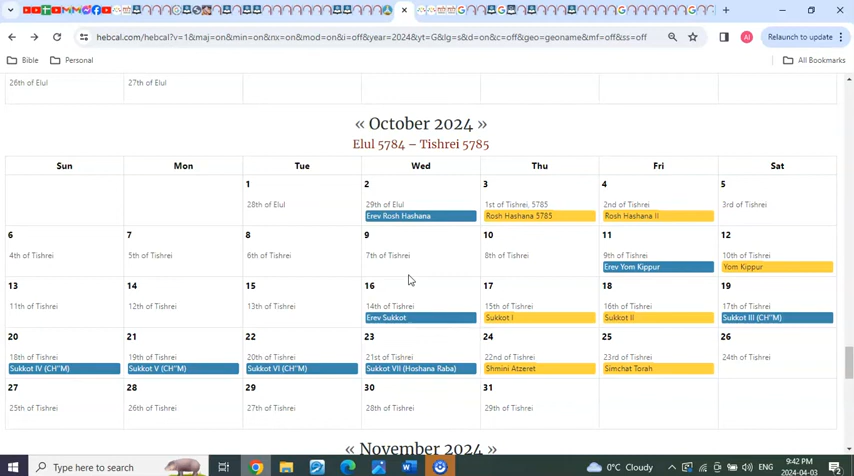 hebcal.com/hebcal?v=1&maj=on&min=on&nx=on&mod=on&i=off&year=2024&yt=G&lg=s&d=on&c=off&geo=geoname&mf=off&ss=off
AI
Relaunch to update
Bible
Personal
All Bookmarks
26th of Elul 27th of Elul
« October 2024 »
Elul 5784 – Tishrei 5785
Sun Mon Tue Wed Thu Fri Sat
1 2 3 4 5
28th of Elul 29th of Elul 1st of Tishrei, 5785 2nd of Tishrei 3rd of Tishrei
Erev Rosh Hashana Rosh Hashana 5785 Rosh Hashana II
6 7 8 9 10 11 12
4th of Tishrei 5th of Tishrei 6th of Tishrei 7th of Tishrei 8th of Tishrei 9th of Tishrei 10th of Tishrei
Erev Yom Kippur Yom Kippur
13 14 15 16 17 18 19
11th of Tishrei 12th of Tishrei 13th of Tishrei 14th of Tishrei 15th of Tishrei 16th of Tishrei 17th of Tishrei
Erev Sukkot Sukkot I Sukkot II Sukkot III (CH''M)
20 21 22 23 24 25 26
18th of Tishrei 19th of Tishrei 20th of Tishrei 21st of Tishrei 22nd of Tishrei 23rd of Tishrei 24th of Tishrei
Sukkot IV (CH''M) Sukkot V (CH''M) Sukkot VI (CH''M) Sukkot VII (Hoshana Raba) Shmini Atzeret Simchat Torah
27 28 29 30 31
25th of Tishrei 26th of Tishrei 27th of Tishrei 28th of Tishrei 29th of Tishrei
« November 2024 »
Type here to search
0°C Cloudy
ENG
9:42 PM
2024-04-03
2